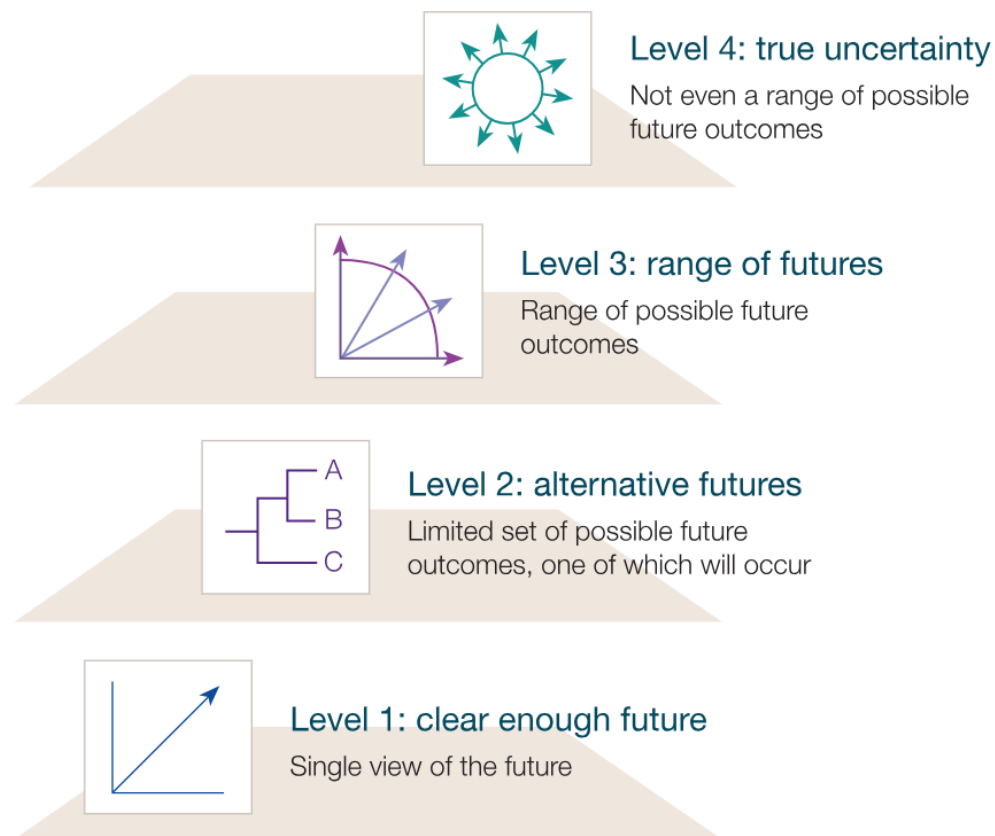 Level 4: true uncertainty
Not even a range of possible
future outcomes
Level 3: range of futures
Range of possible future
outcomes
A
B
C
Level 2: alternative futures
Limited set of possible future
outcomes, one of which will occur
Level 1: clear enough future
Single view of the future